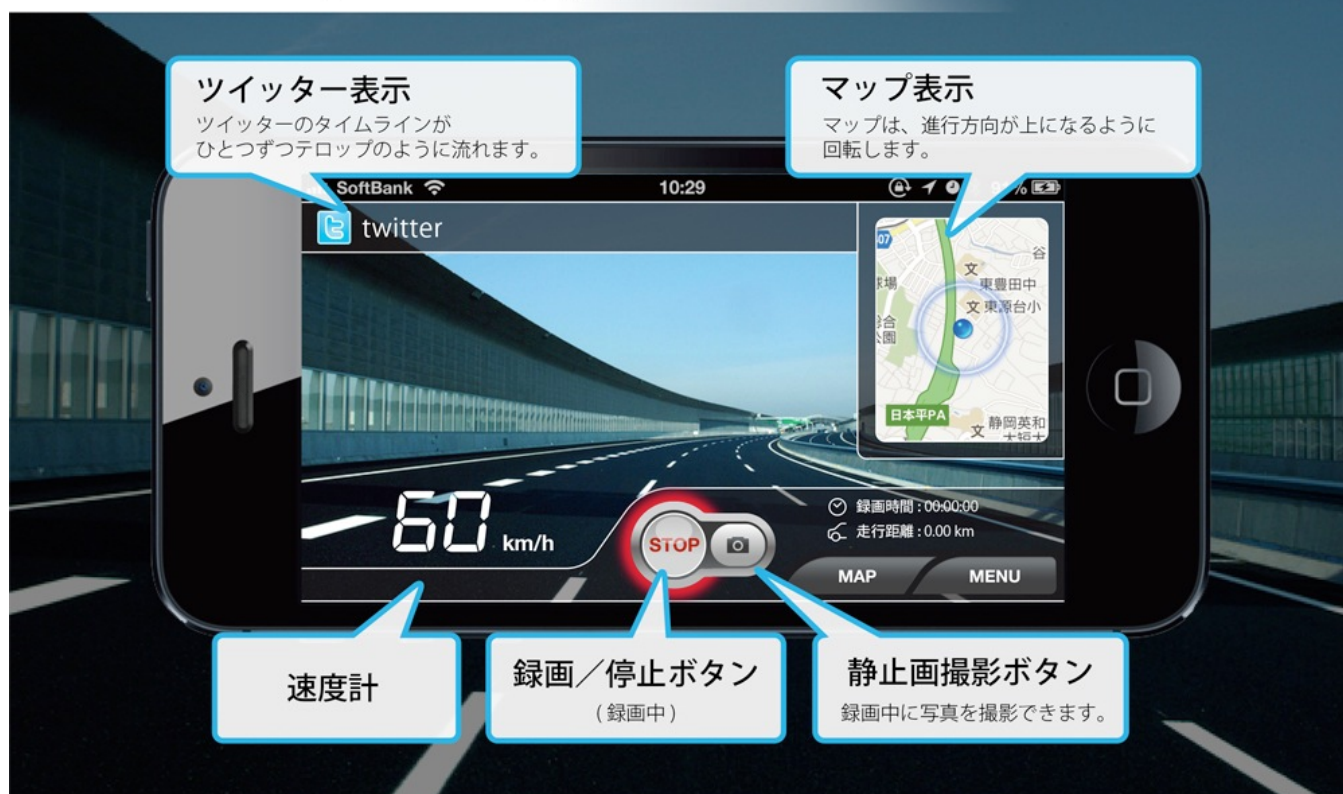 ツイッター表示
ツイッターのタイムラインが
ひとつずつテロップのように流れます。
マップ表示
マップは、進行方向が上になるように
回転します。
SoftBank
10:29
%
twitter
谷
文
東豊田中
文 東源台小
日本平PA
文
静岡英和
60 km/h
STOP
録画時間 : 00:00:00
走行距離 : 0.00 km
MAP
MENU
速度計
録画／停止ボタン
( 録画中 )
静止画撮影ボタン
録画中に写真を撮影できます。